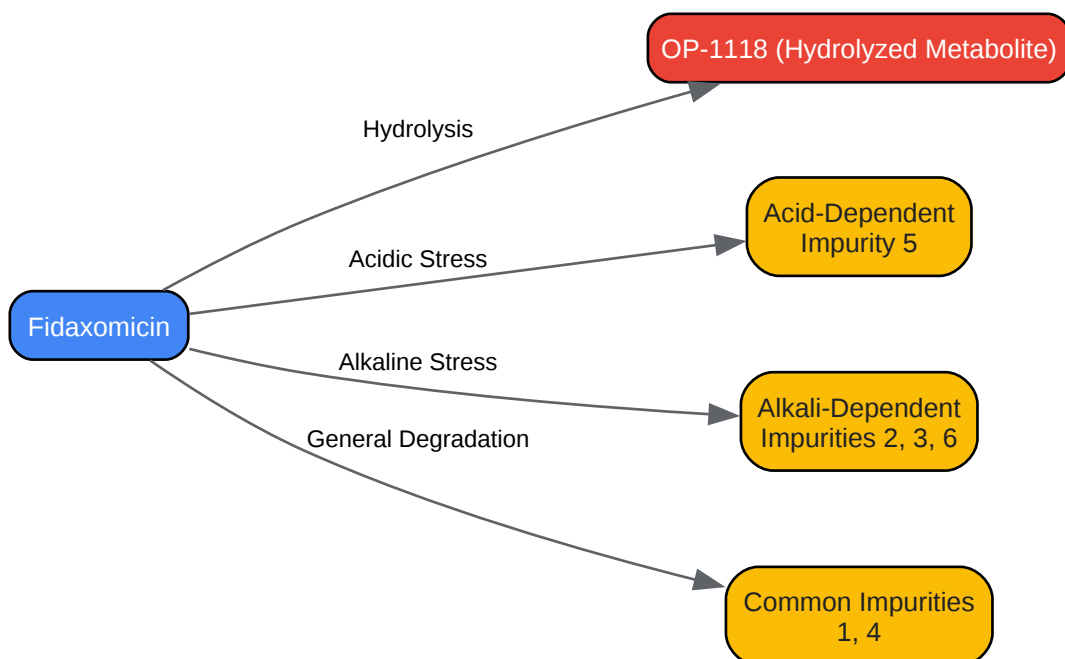 OP-1118 (Hydrolyzed Metabolite)
Hydrolysis
Acid-Dependent
Impurity 5
Acidic Stress
Fidaxomicin
Alkaline Stress
Alkali-Dependent
Impurities 2, 3, 6
General Degradation
Common Impurities
1, 4